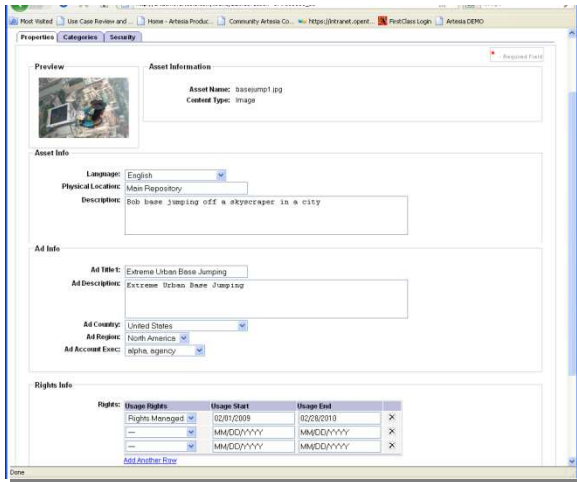 Most Visited Use Case Review and ... Home - Artesia Produc... Community Artesia Co... https://intranet.opent... FirstClass Login Artesia DEMO
Properties Categories Security
* - Required Field
Preview Asset Information
Asset Name: basejump1.jpg
Content Type: Image
Asset Info
Language: English
Physical Location: Main Repository
Description: Bob base jumping off a skyscraper in a city
Ad Info
Ad Title1: Extreme Urban Base Jumping
Ad Description: Extreme Urban Base Jumping
Ad Country: United States
Ad Region: North America
Ad Account Exec: alpha, agency
Rights Info
Rights: Usage Rights Usage Start Usage End
Rights Managed 02/01/2009 02/28/2010 X
--- MM/DD/YYYY MM/DD/YYYY X
--- MM/DD/YYYY MM/DD/YYYY X
Add Another Row
Done